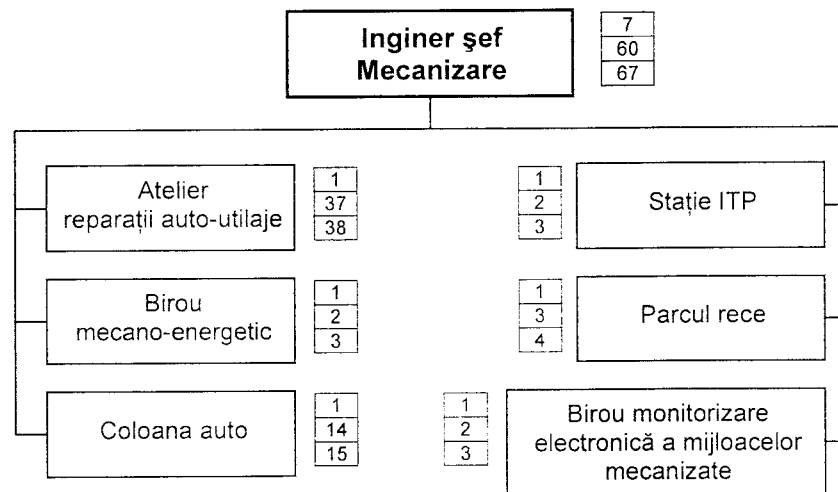 Inginer şef
Mecanizare
7
60
67
Atelier
reparații auto-utilaje
1
37
38
1
2
3
Stație ITP
Birou
mecano-energetic
1
2
3
1
3
4
Parcul rece
Coloana auto
1
14
15
1
2
3
Birou monitorizare
electronică a mijloacelor
mecanizate